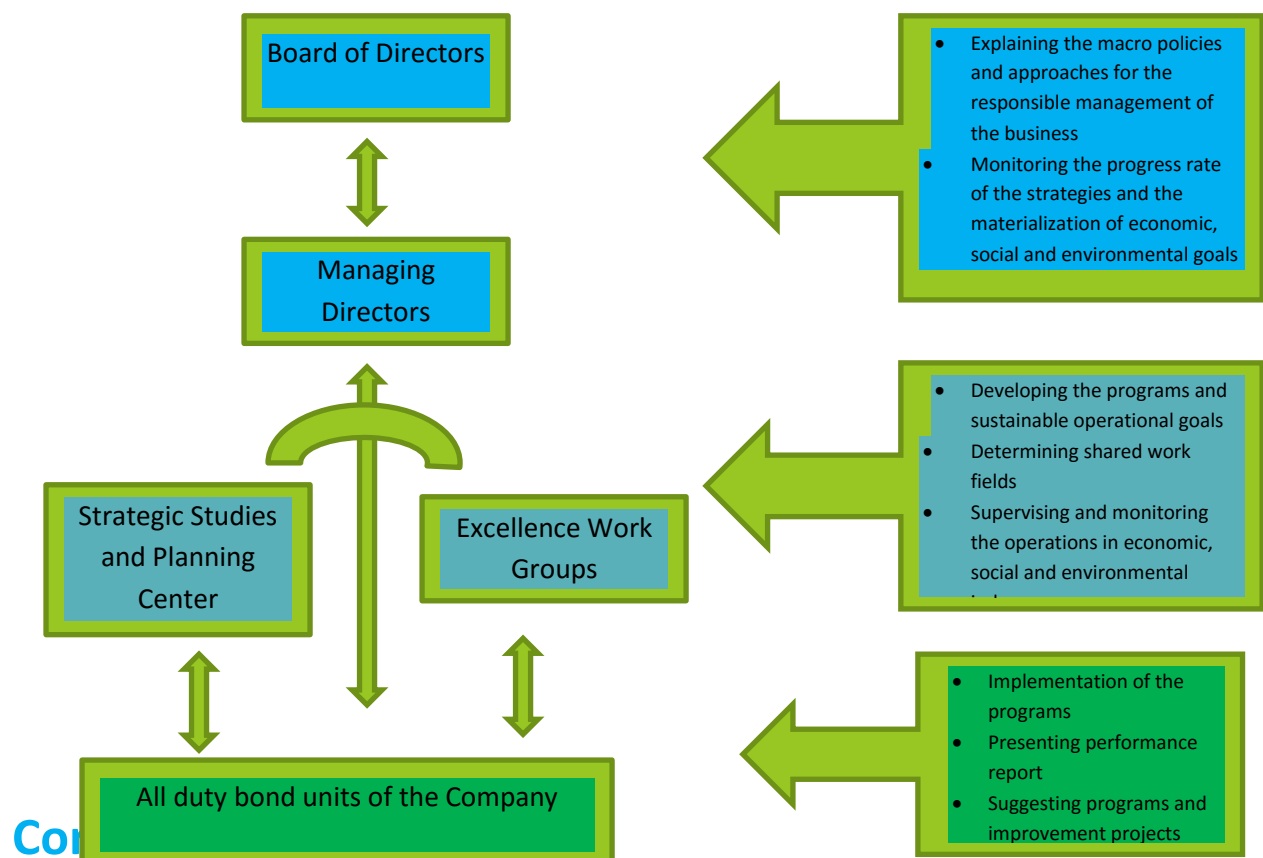 Board of Directors
Managing
Directors
Strategic Studies
and Planning
Center
Excellence Work
Groups
All duty bond units of the Company
• Explaining the macro policies
and approaches for the
responsible management of
the business
• Monitoring the progress rate
of the strategies and the
materialization of economic,
social and environmental goals
• Developing the programs and
sustainable operational goals
• Determining shared work
fields
• Supervising and monitoring
the operations in economic,
social and environmental
• Implementation of the
programs
• Presenting performance
report
• Suggesting programs and
improvement projects